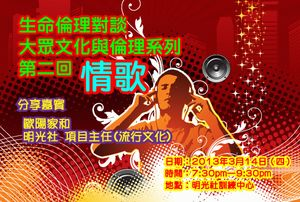 生命倫理對談
大眾文化與倫理系列
第二回 情歌
分享嘉賓
歐陽家和
明光社 項目主任(流行文化)
日期：2013年3月14日（四）
時間：7:30pm—9:30pm
地點：明光社訓練中心